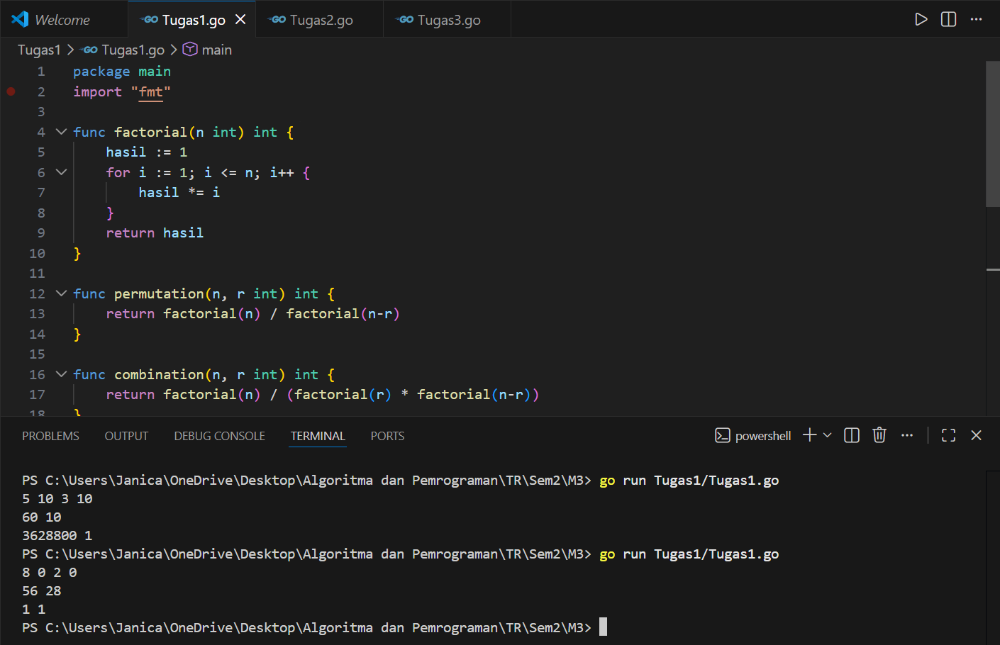 Welcome Tugas1.go Tugas2.go Tugas3.go
Tugas1 > Tugas1.go > main
1 package main
2 import "fmt"
3
4 func factorial(n int) int {
5     hasil := 1
6     for i := 1; i <= n; i++ {
7         hasil *= i
8     }
9     return hasil
10 }
11
12 func permutation(n, r int) int {
13     return factorial(n) / factorial(n-r)
14 }
15
16 func combination(n, r int) int {
17     return factorial(n) / (factorial(r) * factorial(n-r))
18 }
PROBLEMS OUTPUT DEBUG CONSOLE TERMINAL PORTS powershell
PS C:\Users\Janica\OneDrive\Desktop\Algoritma dan Pemrograman\TR\Sem2\M3> go run Tugas1/Tugas1.go
5 10 3 10
60 10
3628800 1
PS C:\Users\Janica\OneDrive\Desktop\Algoritma dan Pemrograman\TR\Sem2\M3> go run Tugas1/Tugas1.go
8 0 2 0
56 28
1 1
PS C:\Users\Janica\OneDrive\Desktop\Algoritma dan Pemrograman\TR\Sem2\M3>